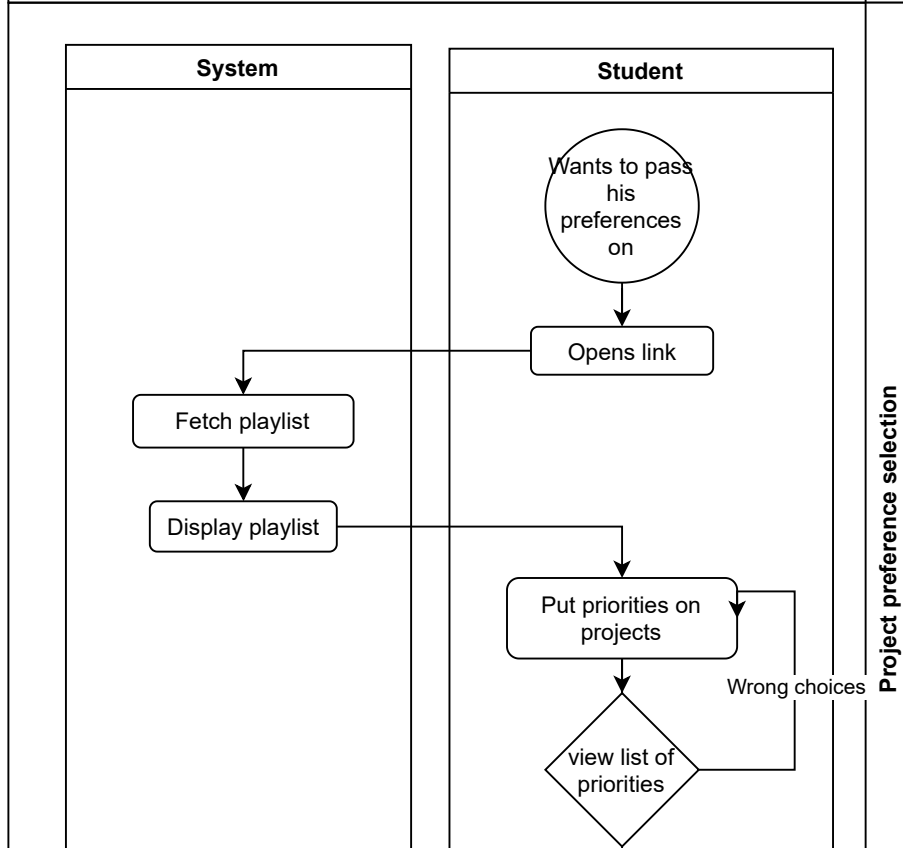 System
Student
Wants to pass
his
preferences
on
Opens link
Fetch playlist
Display playlist
Put priorities on
projects
Wrong choices
view list of
priorities
Project preference selection